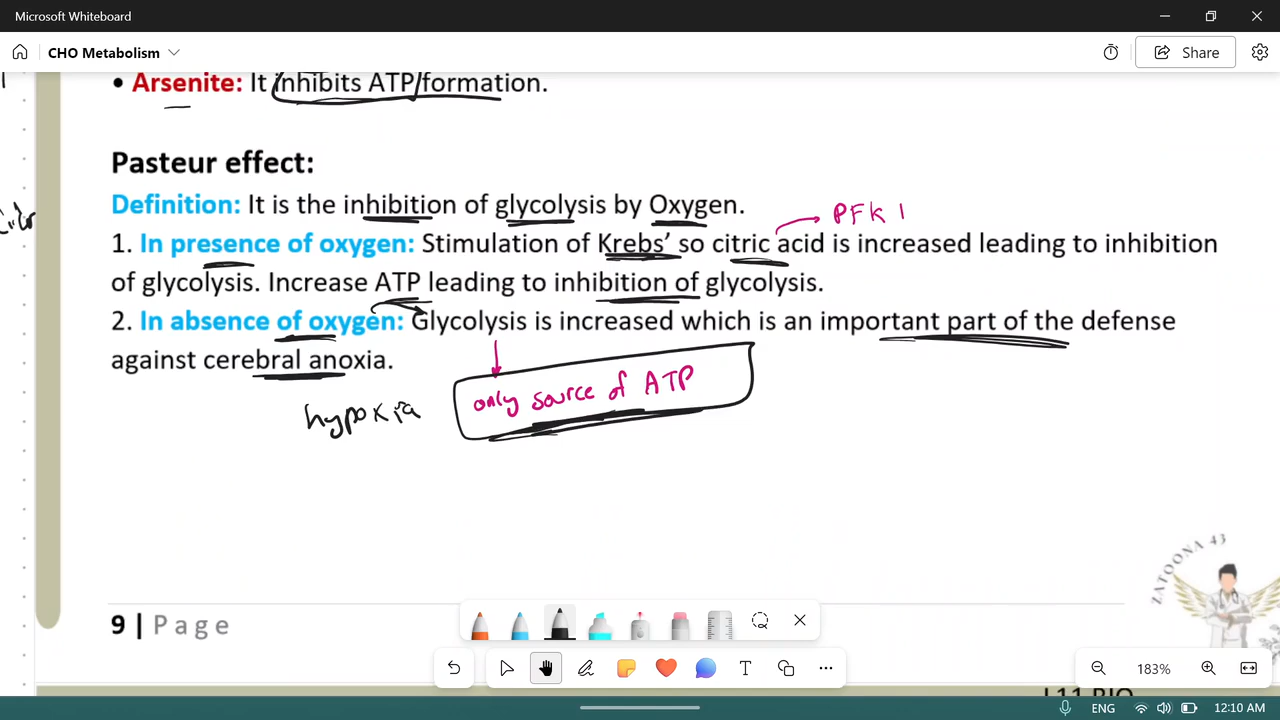 Microsoft Whiteboard
CHO Metabolism
Share
• Arsenite: It inhibits ATP/formation.
Pasteur effect:
Definition: It is the inhibition of glycolysis by Oxygen.
PFK 1
1. In presence of oxygen: Stimulation of Krebs’ so citric acid is increased leading to inhibition
of glycolysis. Increase ATP leading to inhibition of glycolysis.
2. In absence of oxygen: Glycolysis is increased which is an important part of the defense
against cerebral anoxia.
only source of ATP
hypoxia
ZATOONA 43
9 | Page
183%
L11 BIO
ENG
12:10 AM